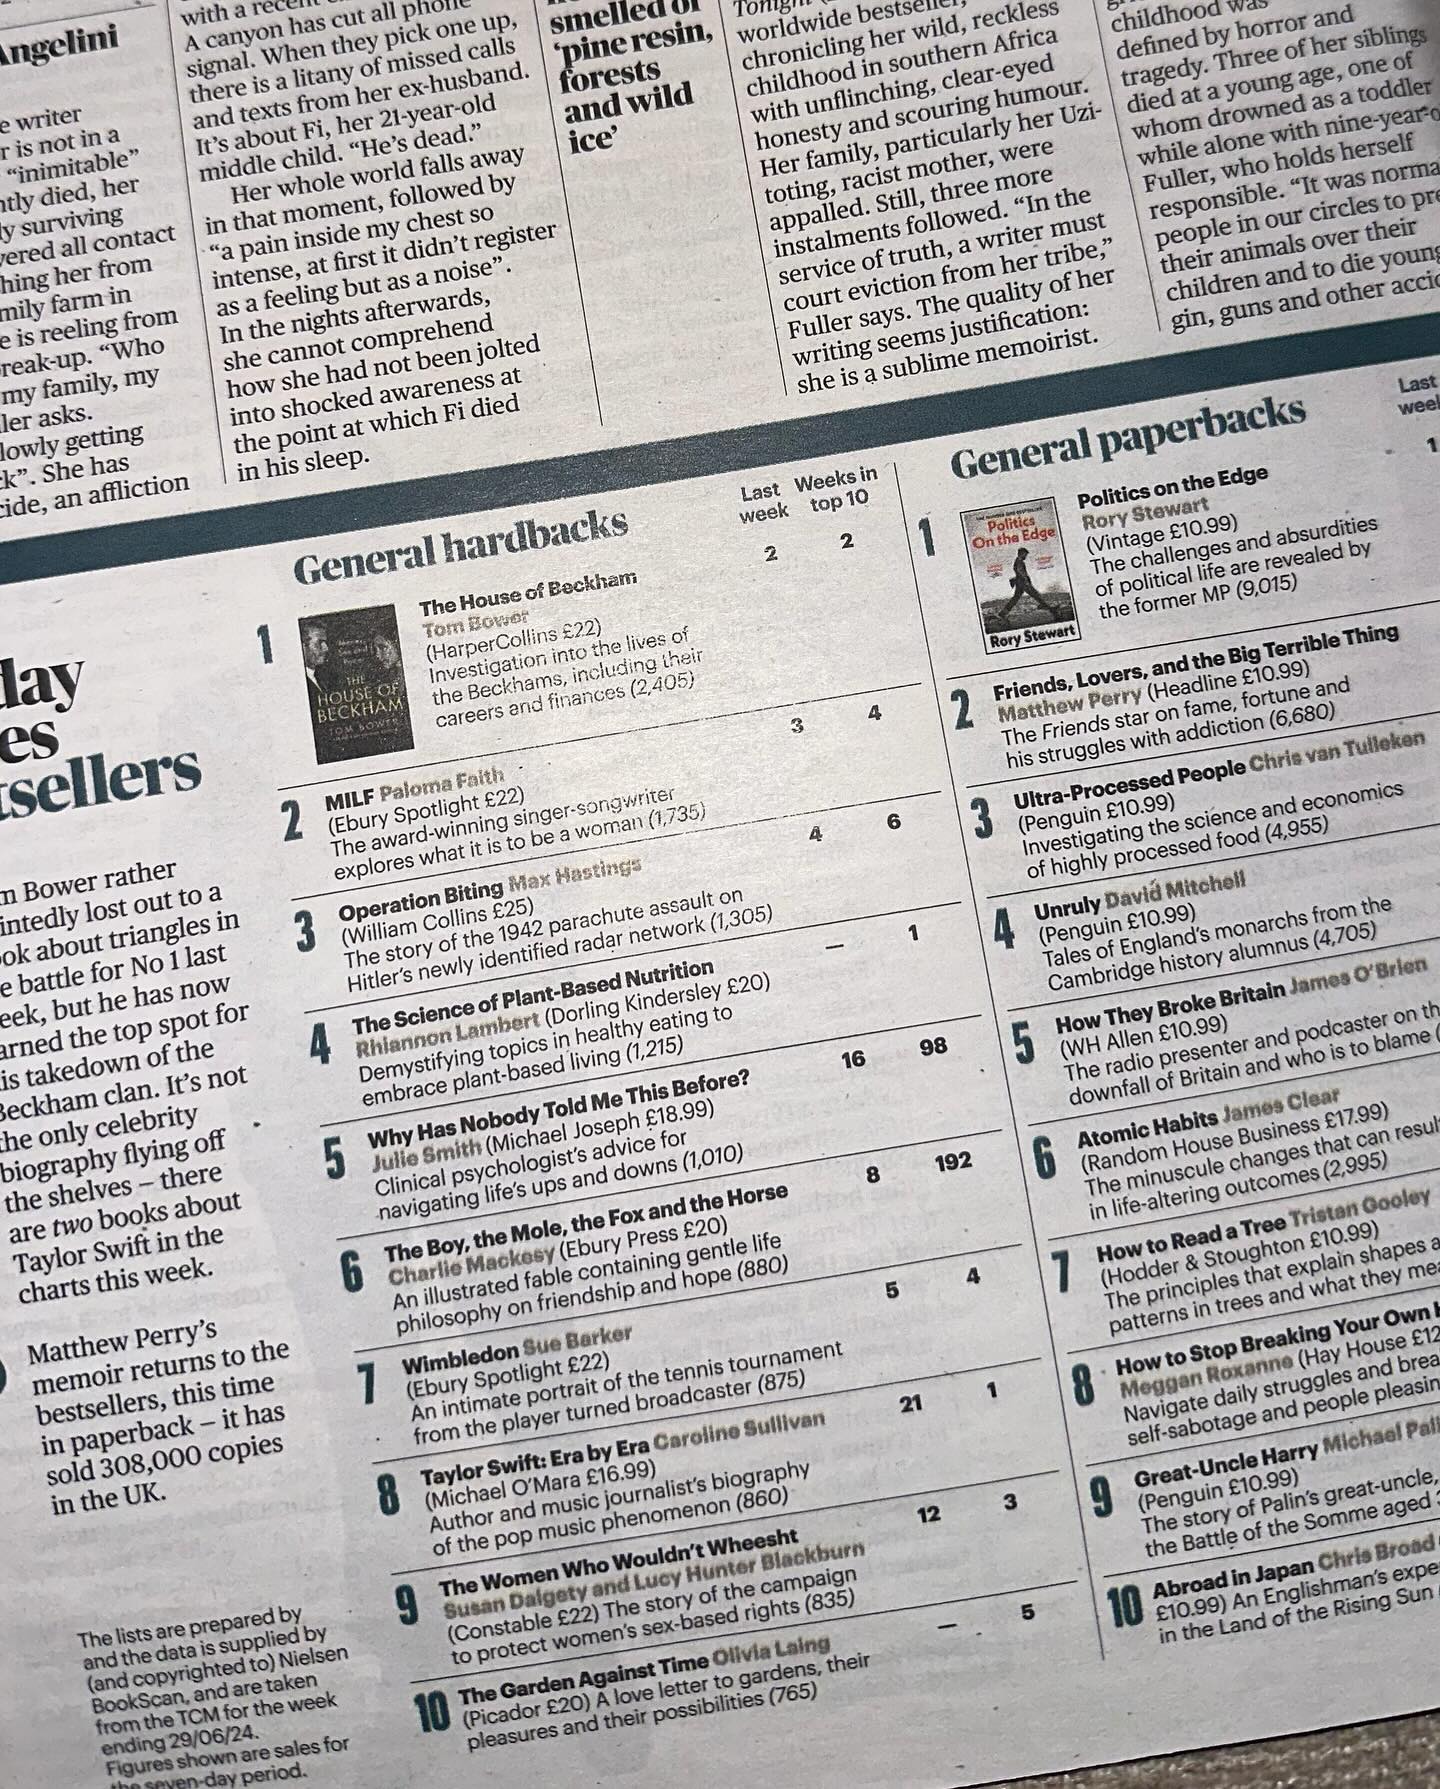 Angelini
e writer
r is not in a
"inimitable"
ntly died, her
ly surviving
vered all contact
hing her from
mily farm in
e is reeling from
reak-up. "Who
my family, my
ller asks.
lowly getting
k". She has
cide, an affliction
with a recent
A canyon has cut all phone
signal. When they pick one up,
there is a litany of missed calls
and texts from her ex-husband.
It's about Fi, her 21-year-old
middle child. "He's dead."
Her whole world falls away
in that moment, followed by
"a pain inside my chest so
intense, at first it didn't register
as a feeling but as a noise".
In the nights afterwards,
she cannot comprehend
how she had not been jolted
into shocked awareness at
the point at which Fi died
in his sleep.
smelled of
'pine resin,
forests
and wild
ice'
Tonight
worldwide bestseller,
chronicling her wild, reckless
childhood in southern Africa
with unflinching, clear-eyed
honesty and scouring humour.
Her family, particularly her Uzi-
toting, racist mother, were
appalled. Still, three more
instalments followed. "In the
service of truth, a writer must
court eviction from her tribe,"
Fuller says. The quality of her
writing seems justification:
she is a sublime memoirist.
childhood was
defined by horror and
tragedy. Three of her siblings
died at a young age, one of
whom drowned as a toddler
while alone with nine-year-o
Fuller, who holds herself
responsible. "It was norma
people in our circles to pre
their animals over their
children and to die young
gin, guns and other accid
day
es
tsellers
m Bower rather
intedly lost out to a
ok about triangles in
e battle for No 1 last
eek, but he has now
arned the top spot for
is takedown of the
Beckham clan. It's not
the only celebrity
biography flying off
the shelves – there
are two books about
Taylor Swift in the
charts this week.
Matthew Perry's
memoir returns to the
bestsellers, this time
in paperback – it has
sold 308,000 copies
in the UK.
The lists are prepared by
and the data is supplied by
(and copyrighted to) Nielsen
BookScan, and are taken
from the TCM for the week
ending 29/06/24.
Figures shown are sales for
the seven-day period.
General hardbacks
Last week
Weeks in top 10
1
THE
HOUSE OF
BECKHAM
TOM BOWER
The House of Beckham 2 2
Tom Bower
(HarperCollins £22)
Investigation into the lives of
the Beckhams, including their
careers and finances (2,405)
2 MILF Paloma Faith 3 4
(Ebury Spotlight £22)
The award-winning singer-songwriter
explores what it is to be a woman (1,735)
3 Operation Biting Max Hastings 4 6
(William Collins £25)
The story of the 1942 parachute assault on
Hitler's newly identified radar network (1,305)
4 The Science of Plant-Based Nutrition — 1
Rhiannon Lambert (Dorling Kindersley £20)
Demystifying topics in healthy eating to
embrace plant-based living (1,215)
5 Why Has Nobody Told Me This Before? 16 98
Julie Smith (Michael Joseph £18.99)
Clinical psychologist's advice for
navigating life's ups and downs (1,010)
6 The Boy, the Mole, the Fox and the Horse 8 192
Charlie Mackesy (Ebury Press £20)
An illustrated fable containing gentle life
philosophy on friendship and hope (880)
7 Wimbledon Sue Barker 5 4
(Ebury Spotlight £22)
An intimate portrait of the tennis tournament
from the player turned broadcaster (875)
8 Taylor Swift: Era by Era Caroline Sullivan 21 1
(Michael O'Mara £16.99)
Author and music journalist's biography
of the pop music phenomenon (860)
9 The Women Who Wouldn't Wheesht 12 3
Susan Dalgety and Lucy Hunter Blackburn
(Constable £22) The story of the campaign
to protect women's sex-based rights (835)
10 The Garden Against Time Olivia Laing — 5
(Picador £20) A love letter to gardens, their
pleasures and their possibilities (765)
General paperbacks
Last
week
1
Politics
On the Edge
Rory Stewart
Politics on the Edge 1
Rory Stewart
(Vintage £10.99)
The challenges and absurdities
of political life are revealed by
the former MP (9,015)
2 Friends, Lovers, and the Big Terrible Thing
Matthew Perry (Headline £10.99)
The Friends star on fame, fortune and
his struggles with addiction (6,680)
3 Ultra-Processed People Chris van Tulleken
(Penguin £10.99)
Investigating the science and economics
of highly processed food (4,955)
4 Unruly David Mitchell
(Penguin £10.99)
Tales of England's monarchs from the
Cambridge history alumnus (4,705)
5 How They Broke Britain James O'Brien
(WH Allen £10.99)
The radio presenter and podcaster on th
downfall of Britain and who is to blame (
6 Atomic Habits James Clear
(Random House Business £17.99)
The minuscule changes that can resul
in life-altering outcomes (2,995)
7 How to Read a Tree Tristan Gooley
(Hodder & Stoughton £10.99)
The principles that explain shapes a
patterns in trees and what they mea
8 How to Stop Breaking Your Own H
Meggan Roxanne (Hay House £12
Navigate daily struggles and brea
self-sabotage and people pleasin
9 Great-Uncle Harry Michael Pali
(Penguin £10.99)
The story of Palin's great-uncle,
the Battle of the Somme aged
10 Abroad in Japan Chris Broad
£10.99) An Englishman's expe
in the Land of the Rising Sun